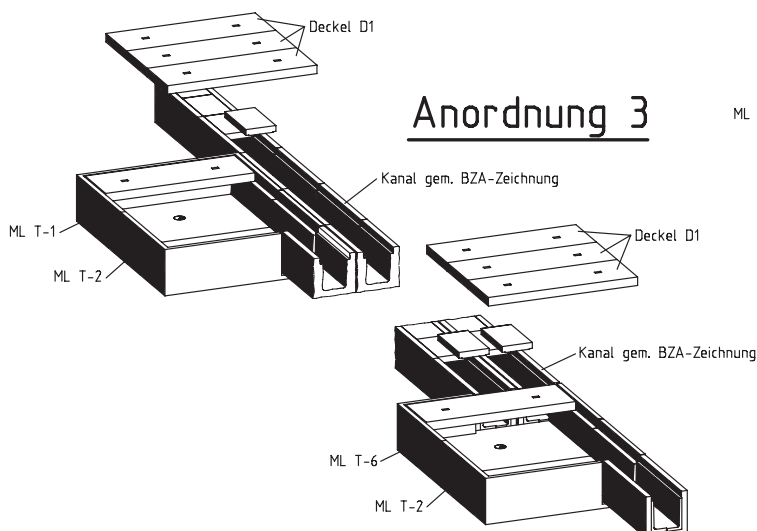 Deckel D1
Anordnung 3
ML
Kanal gem. BZA-Zeichnung
ML T-1
ML T-2
Deckel D1
Kanal gem. BZA-Zeichnung
ML T-6
ML T-2